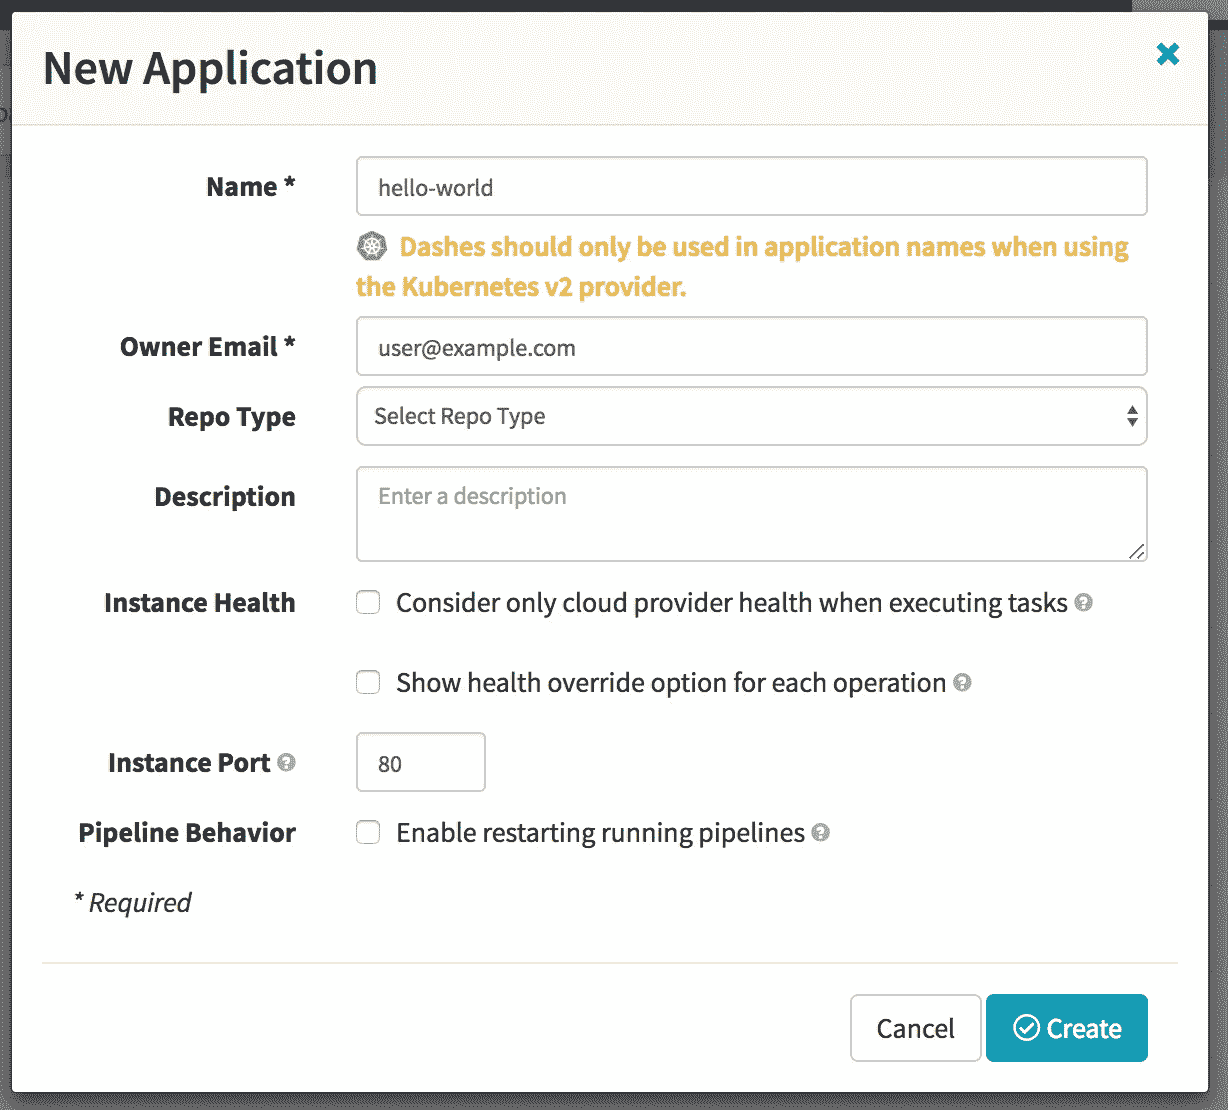 New Application
Name *
hello-world
Dashes should only be used in application names when using
the Kubernetes v2 provider.
Owner Email *
user@example.com
Repo Type
Select Repo Type
Description
Enter a description
Instance Health
Consider only cloud provider health when executing tasks
Show health override option for each operation
Instance Port
80
Pipeline Behavior
Enable restarting running pipelines
* Required
Cancel
Create